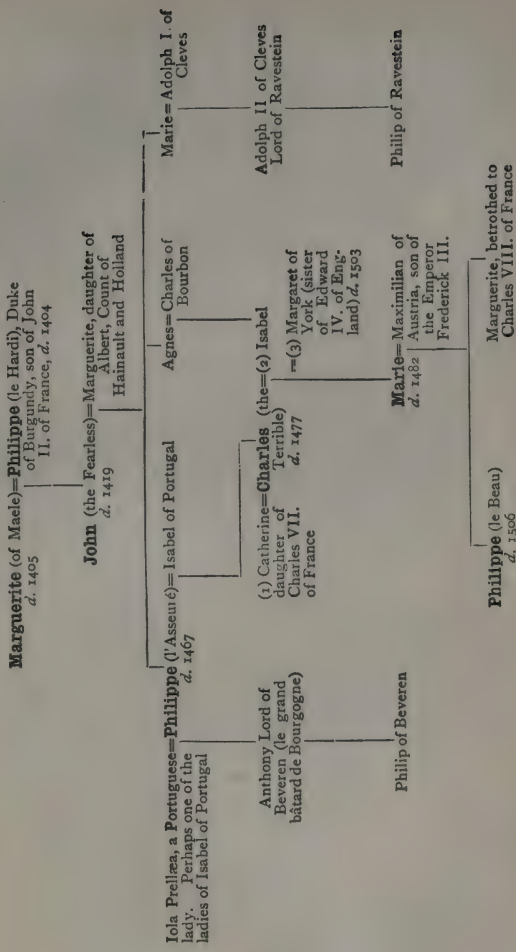 Marguerite (of Maele)=Philippe (le Hardi), Duke
d. 1405
of Burgundy, son of John
II. of France, d. 1404
John (the Fearless)=Marguerite, daughter of
d. 1419
Albert, Count of
Hainault and Holland
Iola Prellæa, a Portuguese=Philippe (l'Asseuré)=Isabel of Portugal
lady. Perhaps one of the
ladies of Isabel of Portugal
d. 1467
Agnes=Charles of
Bourbon
Marie=Adolph I. of
Cleves
Anthony Lord of
Beveren (le grand
bâtard de Bourgogne)
(1) Catherine=Charles (the=(2) Isabel
daughter of
Charles VII.
of France
Terrible)
d. 1477
=(3) Margaret of
York (sister
of Edward
IV. of Eng-
land) d. 1503
Adolph II of Cleves
Lord of Ravestein
Philip of Beveren
Marie=Maximilian of
d. 1482
Austria, son of
the Emperor
Frederick III.
Philip of Ravestein
Philippe (le Beau)
d. 1506
Marguerite, betrothed to
Charles VIII. of France